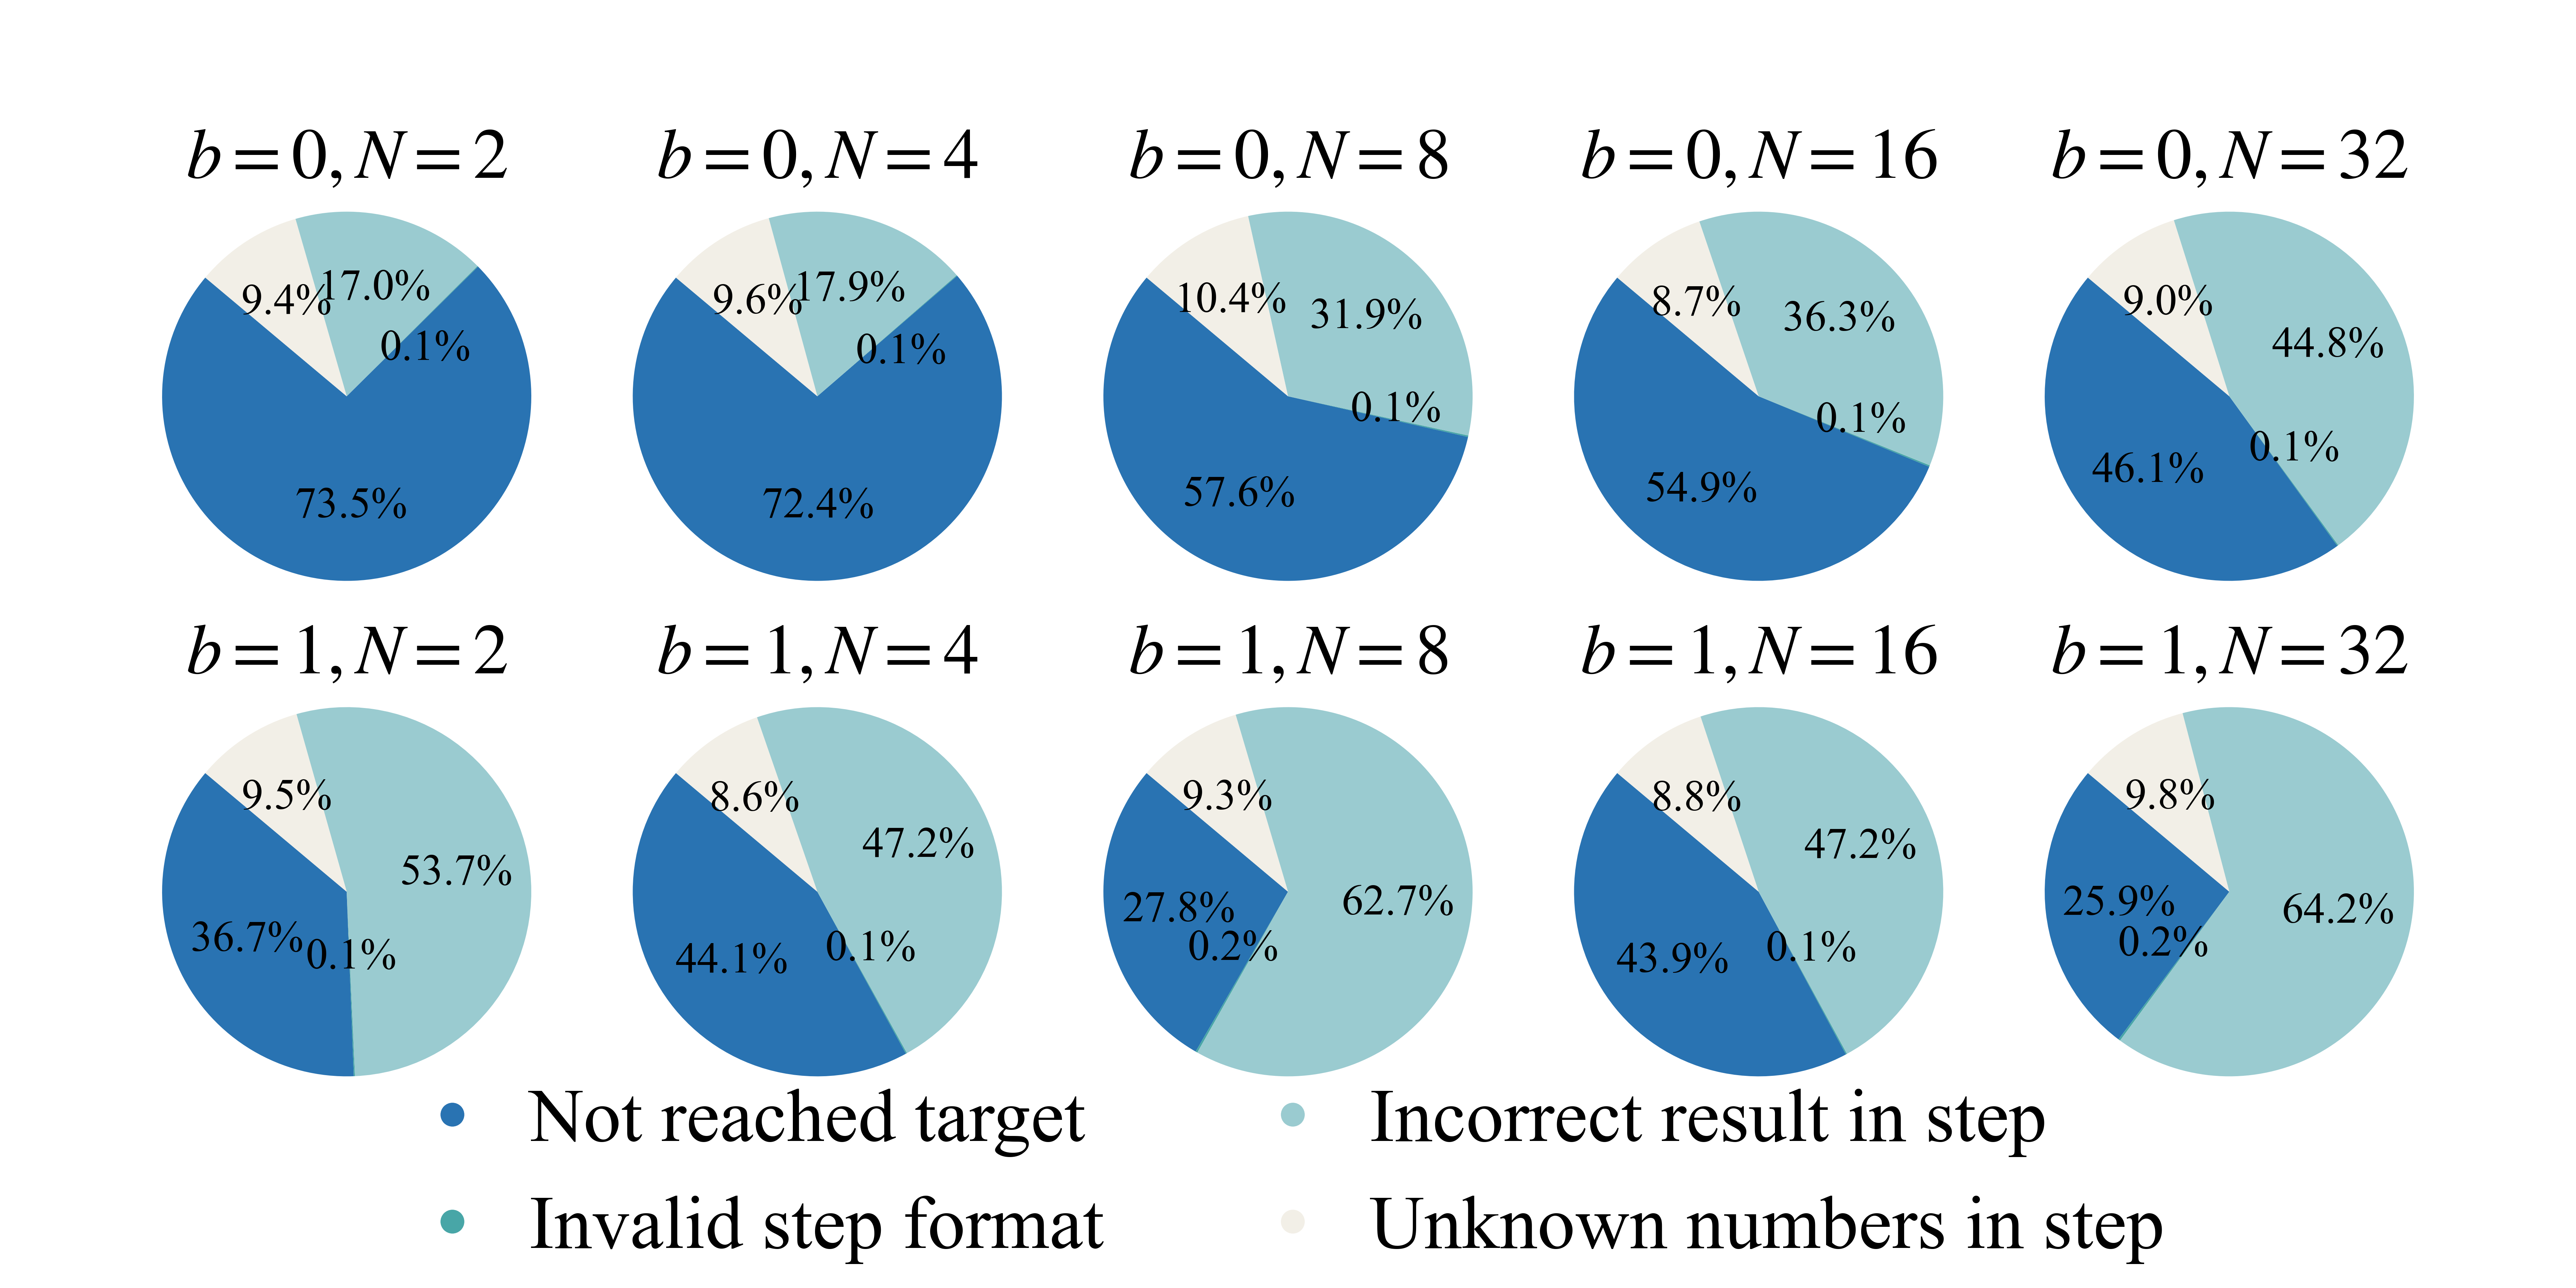 b=0, N=2
b=0, N=4
b=0, N=8
b=0, N=16
b=0, N=32
9.4%
17.0%
0.1%
73.5%
9.6%
17.9%
0.1%
72.4%
10.4%
31.9%
0.1%
57.6%
8.7%
36.3%
0.1%
54.9%
9.0%
44.8%
0.1%
46.1%
b=1, N=2
b=1, N=4
b=1, N=8
b=1, N=16
b=1, N=32
9.5%
53.7%
36.7%
0.1%
8.6%
47.2%
44.1%
0.1%
9.3%
62.7%
27.8%
0.2%
8.8%
47.2%
43.9%
0.1%
9.8%
64.2%
25.9%
0.2%
Not reached target
Incorrect result in step
Invalid step format
Unknown numbers in step